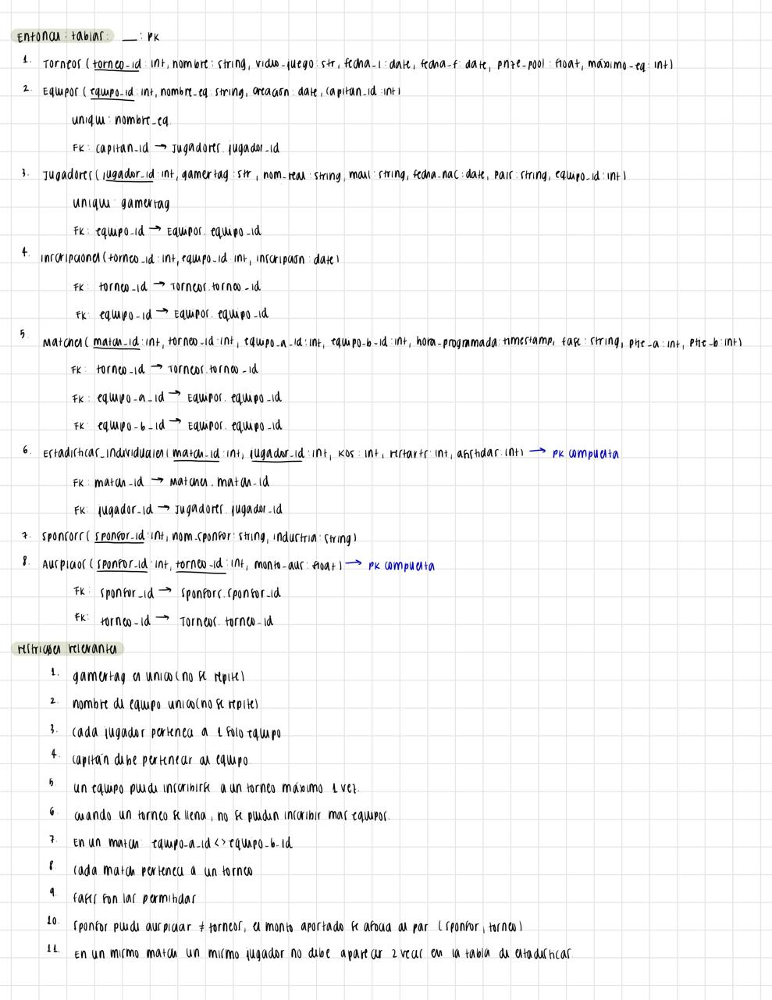 Entonces: tablas: __: PK
1. Torneos (torneo_id: int, nombre: string, video_juego: str, fecha_i: date, fecha_f: date, prize_pool: float, máximo_eq: int)
2. Equipos (equipo_id: int, nombre_eq: string, creación: date, capitan_id: int)
unique: nombre_eq
FK: capitan_id → Jugadores.jugador_id
3. Jugadores (jugador_id: int, gamertag: str, nom_real: string, mail: string, fecha_nac: date, pais: string, equipo_id: int)
unique: gamertag
FK: equipo_id → Equipos.equipo_id
4. inscripciones (torneo_id: int, equipo_id: int, inscripción: date)
FK: torneo_id → Torneos.torneo_id
FK: equipo_id → Equipos.equipo_id
5. Matches (match_id: int, torneo_id: int, equipo_a_id: int, equipo_b_id: int, hora_programada: timestamp, fase: string, ptje_a: int, ptje_b: int)
FK: torneo_id → Torneos.torneo_id
FK: equipo_a_id → Equipos.equipo_id
FK: equipo_b_id → Equipos.equipo_id
6. Estadísticas_individuales (match_id: int, jugador_id: int, KOs: int, restarts: int, asistidas: int) → PK compuesta
FK: match_id → Matches.match_id
FK: jugador_id → Jugadores.jugador_id
7. Sponsors (sponsor_id: int, nom_sponsor: string, industria: string)
8. Auspicios (sponsor_id: int, torneo_id: int, monto_aus: float) → PK compuesta
FK: sponsor_id → sponsors.sponsor_id
FK: torneo_id → Torneos.torneo_id
restricciones relevantes
1. gamertag es unico (no se repite)
2. nombre de equipo unico (no se repite)
3. cada jugador pertenece a 1 solo equipo
4. capitán debe pertenecer al equipo
5. un equipo puede inscribirse a un torneo máximo 1 vez.
6. cuando un torneo se llena, no se pueden inscribir mas equipos.
7. En un match: equipo_a_id <> equipo_b_id
8. cada match pertenece a un torneo
9. fases son las permitidas
10. sponsor puede auspiciar ≠ torneos, el monto aportado se asocia al par (sponsor, torneo)
11. En un mismo match un mismo jugador no debe aparecer 2 veces en la tabla de estadisticas